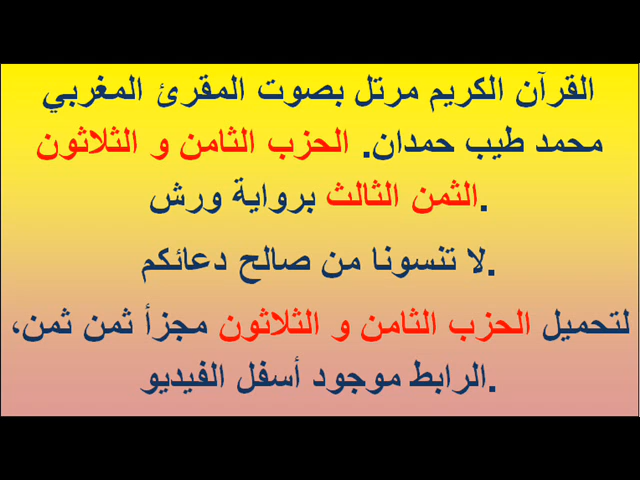 القرآن الكريم مرتل بصوت المقرئ المغربي
محمد طيب حمدان. الحزب الثامن و الثلاثون
الثمن الثالث برواية ورش.
لا تنسونا من صالح دعائكم.
لتحميل الحزب الثامن و الثلاثون مجزأ ثمن ثمن،
الرابط موجود أسفل الفيديو.